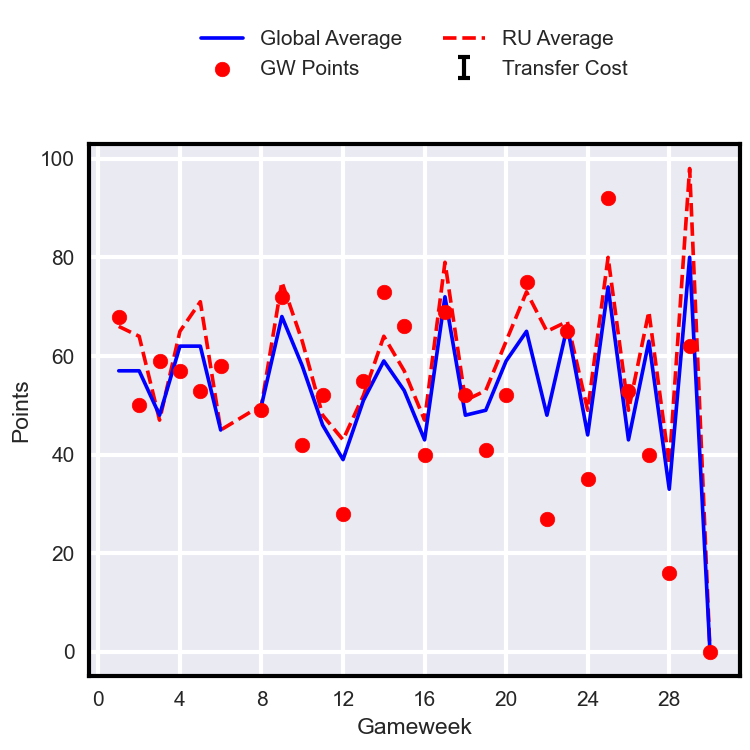 Global Average
RU Average
GW Points
Transfer Cost
100
80
60
40
20
0
Points
0 4 8 12 16 20 24 28
Gameweek